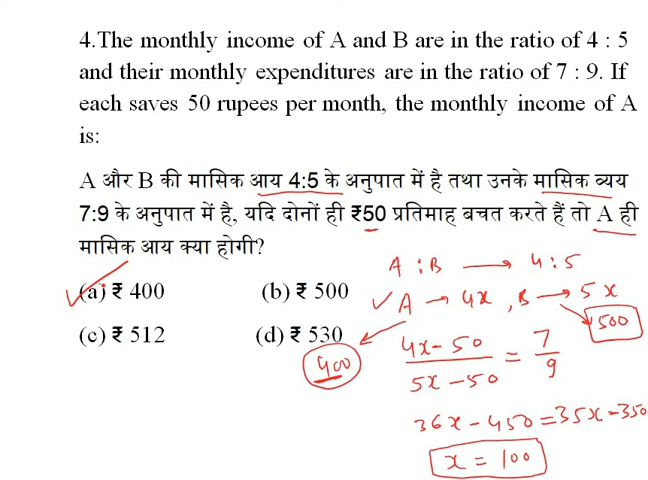 4.The monthly income of A and B are in the ratio of 4 : 5
and their monthly expenditures are in the ratio of 7 : 9. If
each saves 50 rupees per month, the monthly income of A
is:
A और B की मासिक आय 4:5 के अनुपात में है तथा उनके मासिक व्यय
7:9 के अनुपात में है, यदि दोनों ही ₹50 प्रतिमाह बचत करते हैं तो A ही
मासिक आय क्या होगी?
(a) ₹ 400 (b) ₹ 500
(c) ₹ 512 (d) ₹ 530
A : B → 4 : 5
✓ A → 4x , B → 5x
500
400
4x - 50 / 5x - 50 = 7 / 9
36x - 450 = 35x - 350
x = 100